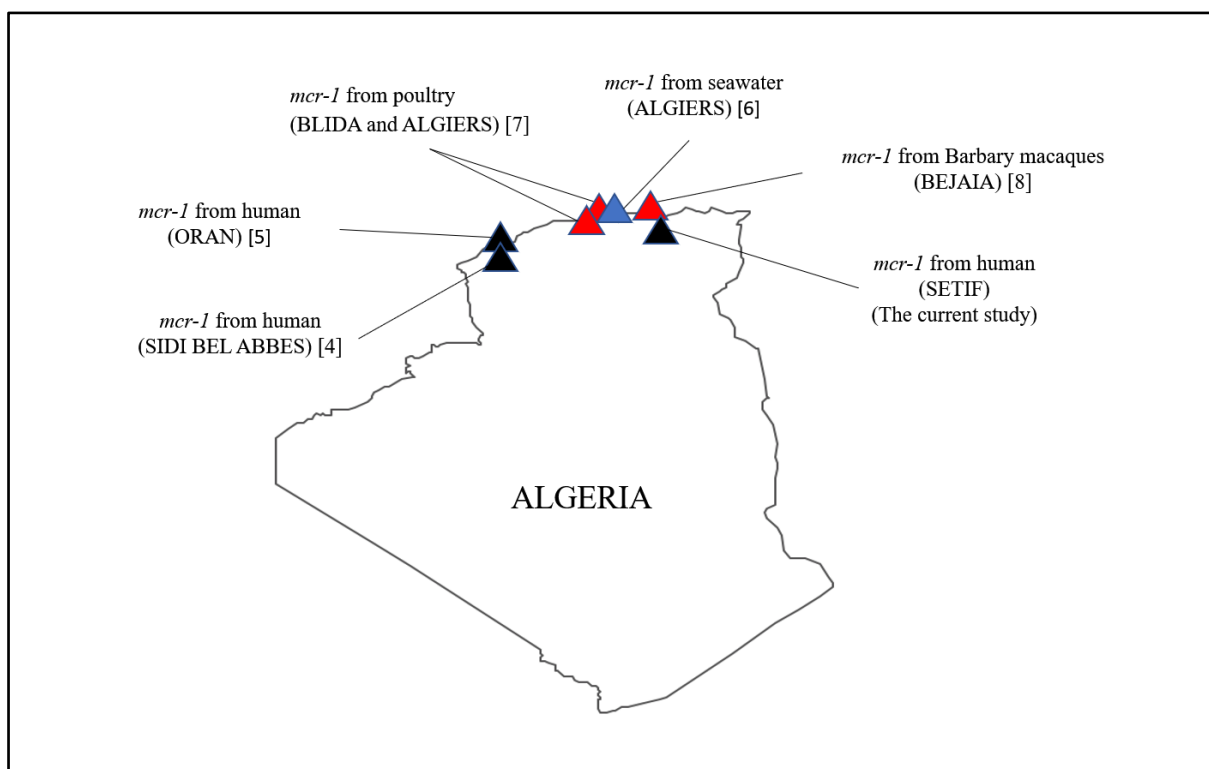 mcr-1 from poultry
(BLIDA and ALGIERS) [7]
mcr-1 from seawater
(ALGIERS) [6]
mcr-1 from Barbary macaques
(BEJAIA) [8]
mcr-1 from human
(ORAN) [5]
mcr-1 from human
(SETIF)
(The current study)
mcr-1 from human
(SIDI BEL ABBES) [4]
ALGERIA